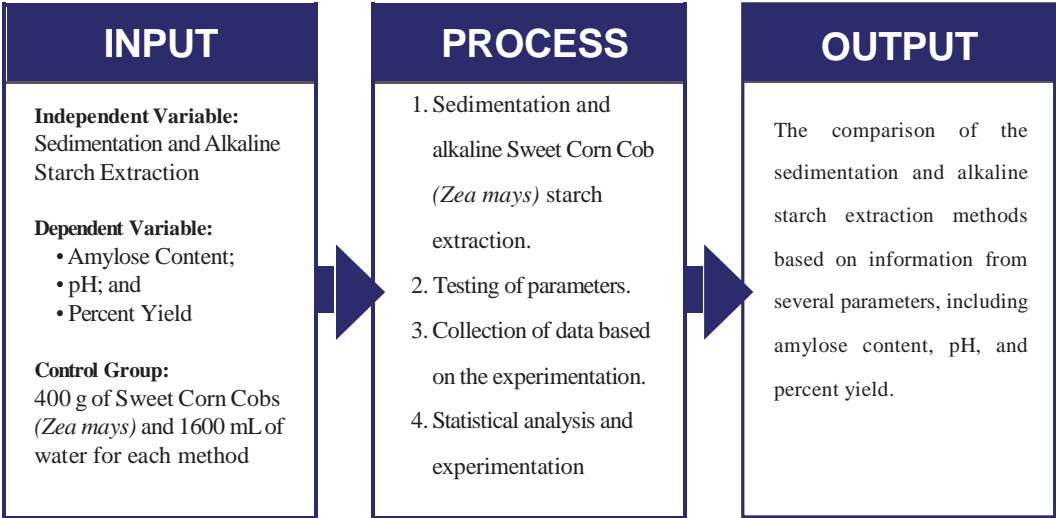 INPUT
Independent Variable:
Sedimentation and Alkaline
Starch Extraction
Dependent Variable:
• Amylose Content;
• pH; and
• Percent Yield
Control Group:
400 g of Sweet Corn Cobs
(Zea mays) and 1600 mL of
water for each method
PROCESS
1. Sedimentation and
alkaline Sweet Corn Cob
(Zea mays) starch
extraction.
2. Testing of parameters.
3. Collection of data based
on the experimentation.
4. Statistical analysis and
experimentation
OUTPUT
The comparison of the
sedimentation and alkaline
starch extraction methods
based on information from
several parameters, including
amylose content, pH, and
percent yield.